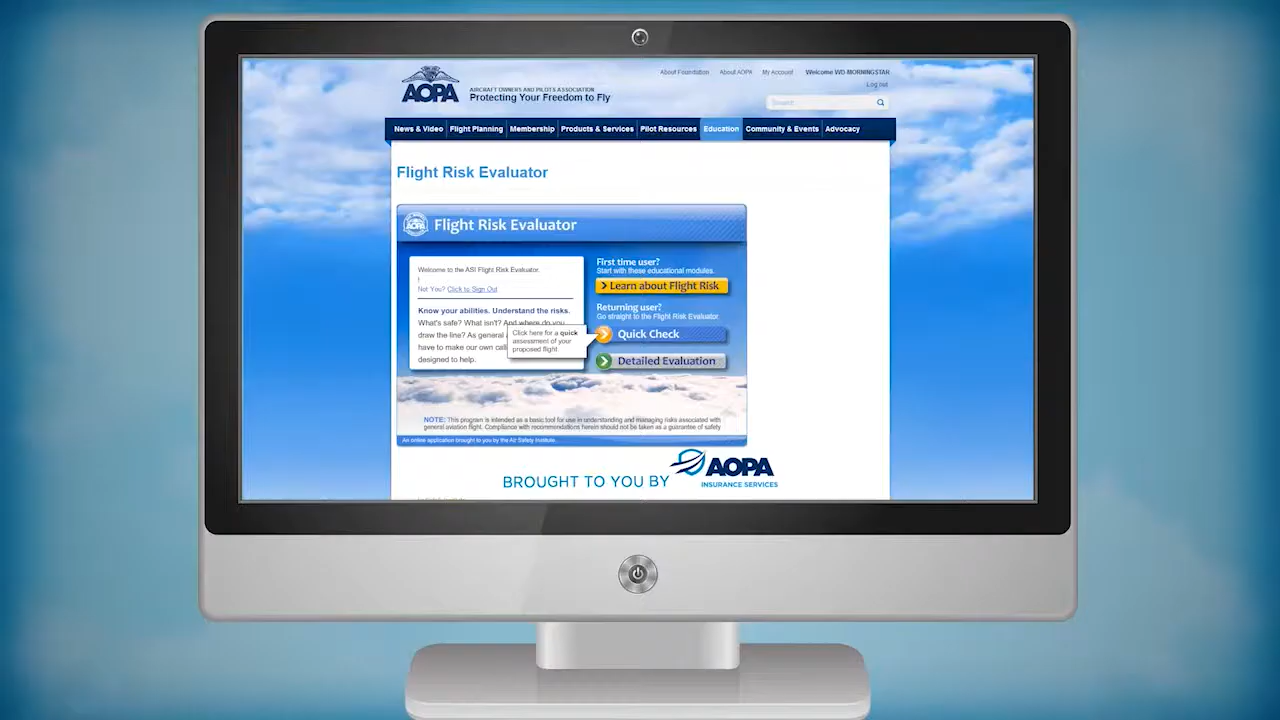 About Foundation About AOPA My Account Welcome WD-MORNINGSTAR
Log out
AOPA
AIRCRAFT OWNERS AND PILOTS ASSOCIATION
Protecting Your Freedom to Fly
Search
News & Video Flight Planning Membership Products & Services Pilot Resources Education Community & Events Advocacy
Flight Risk Evaluator
AOPA Flight Risk Evaluator
Welcome to the ASI Flight Risk Evaluator.
Not You? Click to Sign Out
Know your abilities. Understand the risks.
What's safe? What isn't? And where do you
draw the line? As general
have to make our own
designed to help.
Click here for a quick
assessment of your
proposed flight.
First time user?
Start with these educational modules.
Learn about Flight Risk
Returning user?
Go straight to the Flight Risk Evaluator.
Quick Check
Detailed Evaluation
NOTE: This program is intended as a basic tool for use in understanding and managing risks associated with
general aviation flight. Compliance with recommendations herein should not be taken as a guarantee of safety
An online application brought to you by the Air Safety Institute.
BROUGHT TO YOU BY AOPA
INSURANCE SERVICES